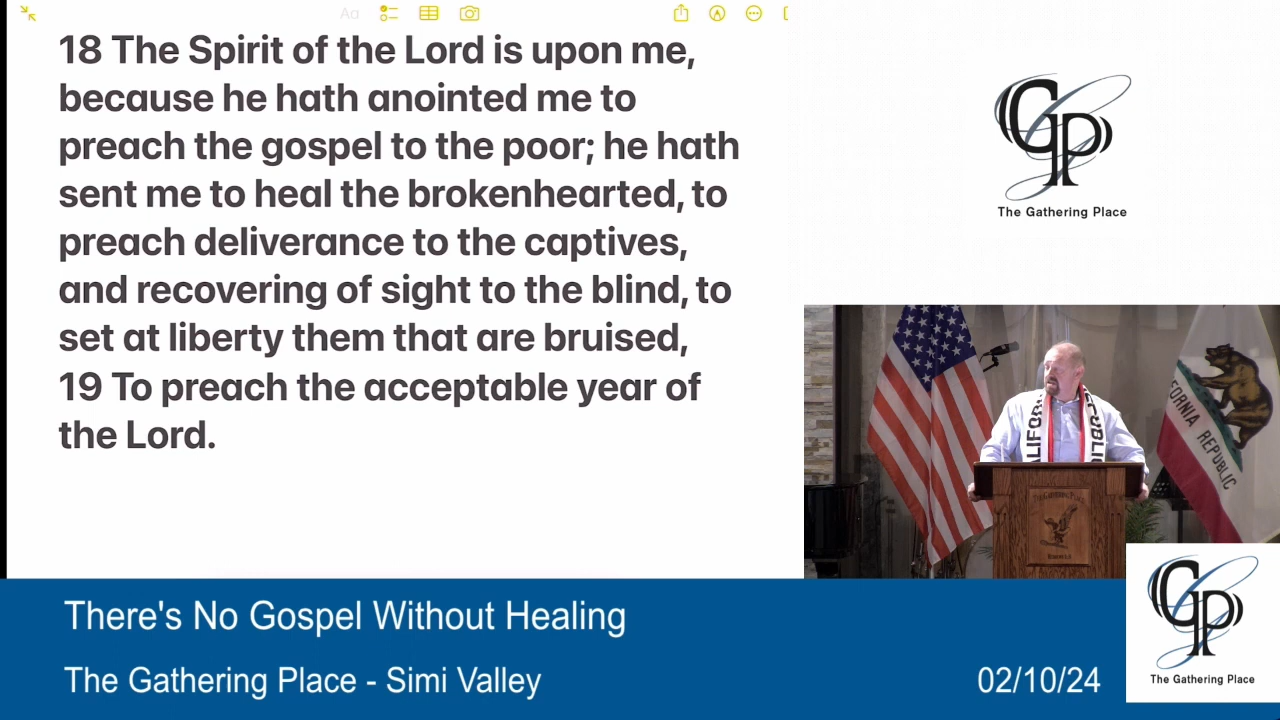 Aa
18 The Spirit of the Lord is upon me,
because he hath anointed me to
preach the gospel to the poor; he hath
sent me to heal the brokenhearted, to
preach deliverance to the captives,
and recovering of sight to the blind, to
set at liberty them that are bruised,
19 To preach the acceptable year of
the Lord.
GP
The Gathering Place
REPUBLIC
There's No Gospel Without Healing
The Gathering Place - Simi Valley
02/10/24
GP
The Gathering Place